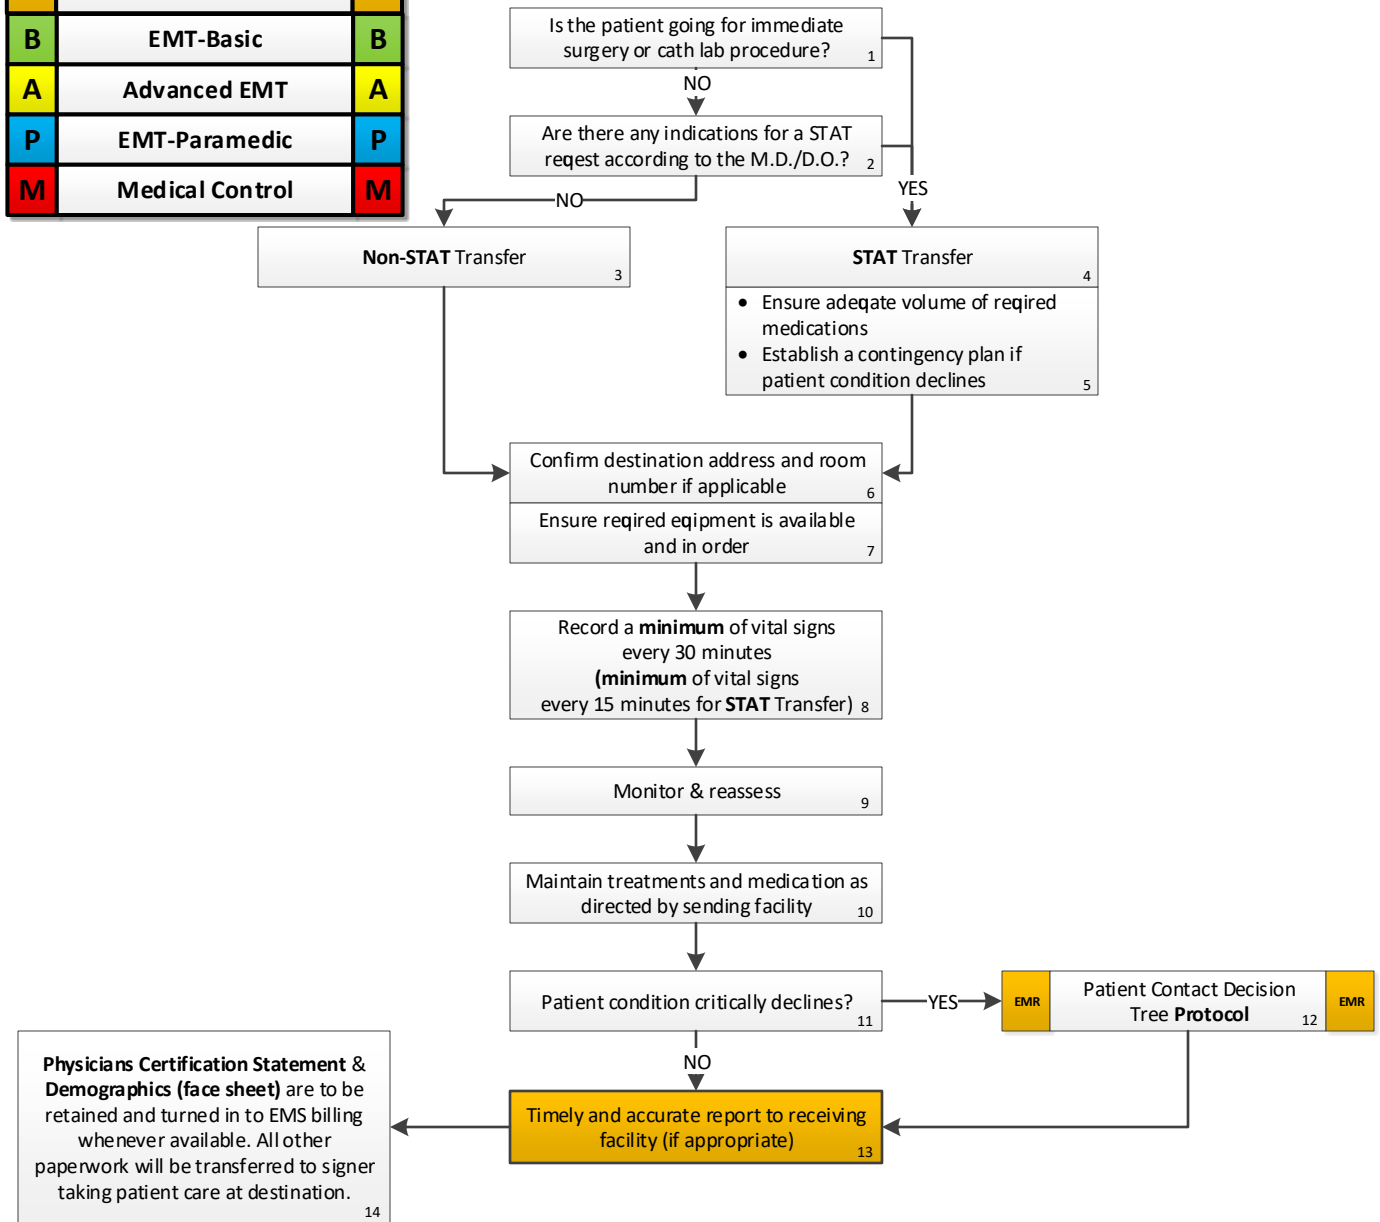 B EMT-Basic B
A Advanced EMT A
P EMT-Paramedic P
M Medical Control M
Is the patient going for immediate
surgery or cath lab procedure?
1
NO
Are there any indications for a STAT
reqest according to the M.D./D.O.?
2
NO
YES
Non-STAT Transfer
3
STAT Transfer
4
• Ensure adeqate volume of reqired
medications
• Establish a contingency plan if
patient condition declines
5
Confirm destination address and room
number if applicable
6
Ensure reqired eqipment is available
and in order
7
Record a minimum of vital signs
every 30 minutes
(minimum of vital signs
every 15 minutes for STAT Transfer)
8
Monitor & reassess
9
Maintain treatments and medication as
directed by sending facility
10
Patient condition critically declines?
11
YES
EMR
Patient Contact Decision
Tree Protocol
12
EMR
NO
Timely and accurate report to receiving
facility (if appropriate)
13
Physicians Certification Statement &
Demographics (face sheet) are to be
retained and turned in to EMS billing
whenever available. All other
paperwork will be transferred to signer
taking patient care at destination.
14